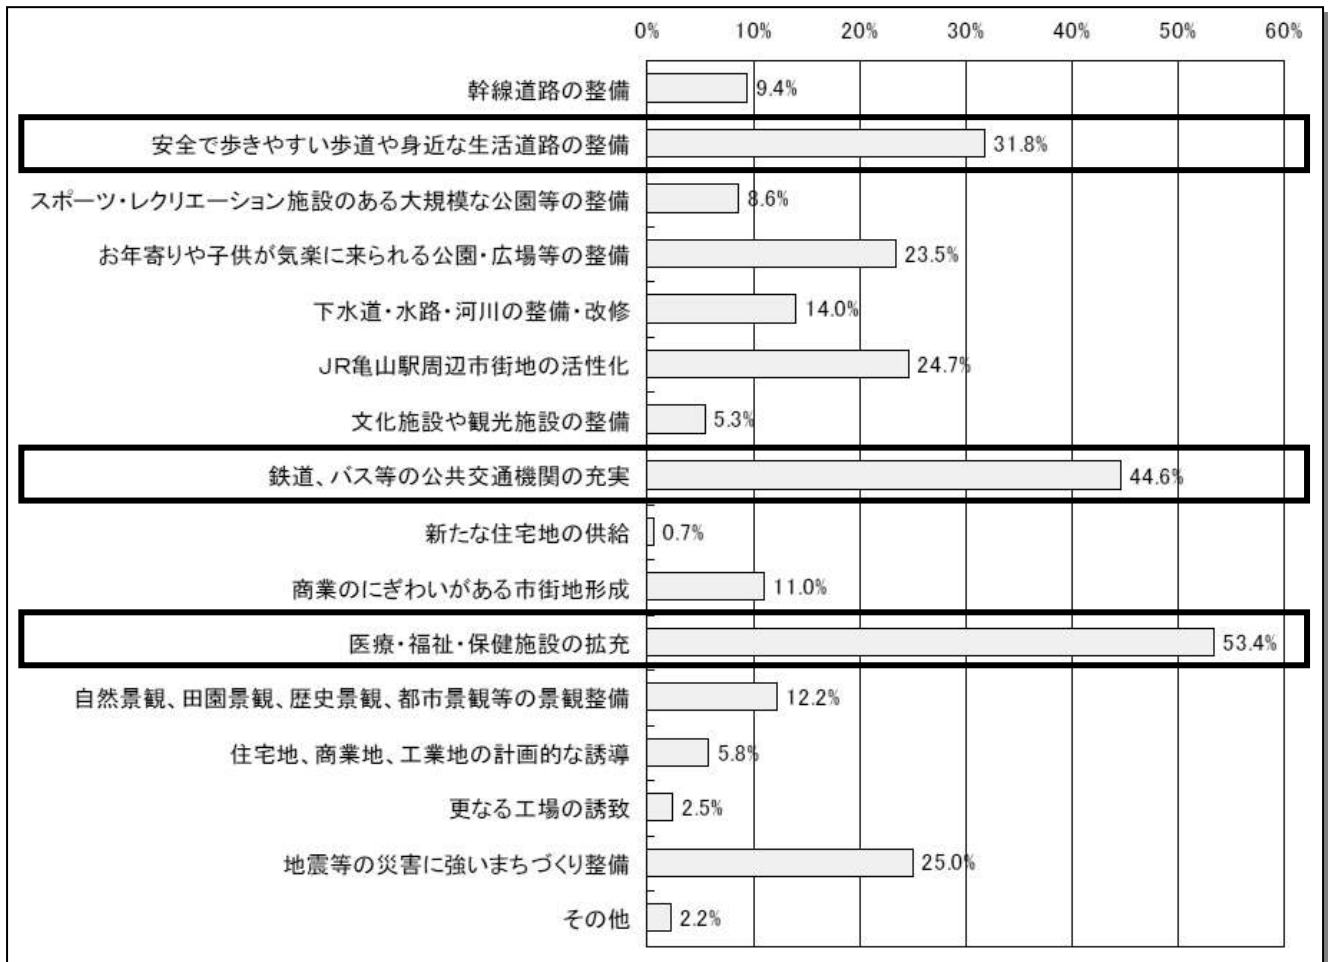 0% 10% 20% 30% 40% 50% 60%
幹線道路の整備 9.4%
安全で歩きやすい歩道や身近な生活道路の整備 31.8%
スポーツ・レクリエーション施設のある大規模な公園等の整備 8.6%
お年寄りや子供が気楽に来られる公園・広場等の整備 23.5%
下水道・水路・河川の整備・改修 14.0%
JR亀山駅周辺市街地の活性化 24.7%
文化施設や観光施設の整備 5.3%
鉄道、バス等の公共交通機関の充実 44.6%
新たな住宅地の供給 0.7%
商業のにぎわいがある市街地形成 11.0%
医療・福祉・保健施設の拡充 53.4%
自然景観、田園景観、歴史景観、都市景観等の景観整備 12.2%
住宅地、商業地、工業地の計画的な誘導 5.8%
更なる工場の誘致 2.5%
地震等の災害に強いまちづくり整備 25.0%
その他 2.2%